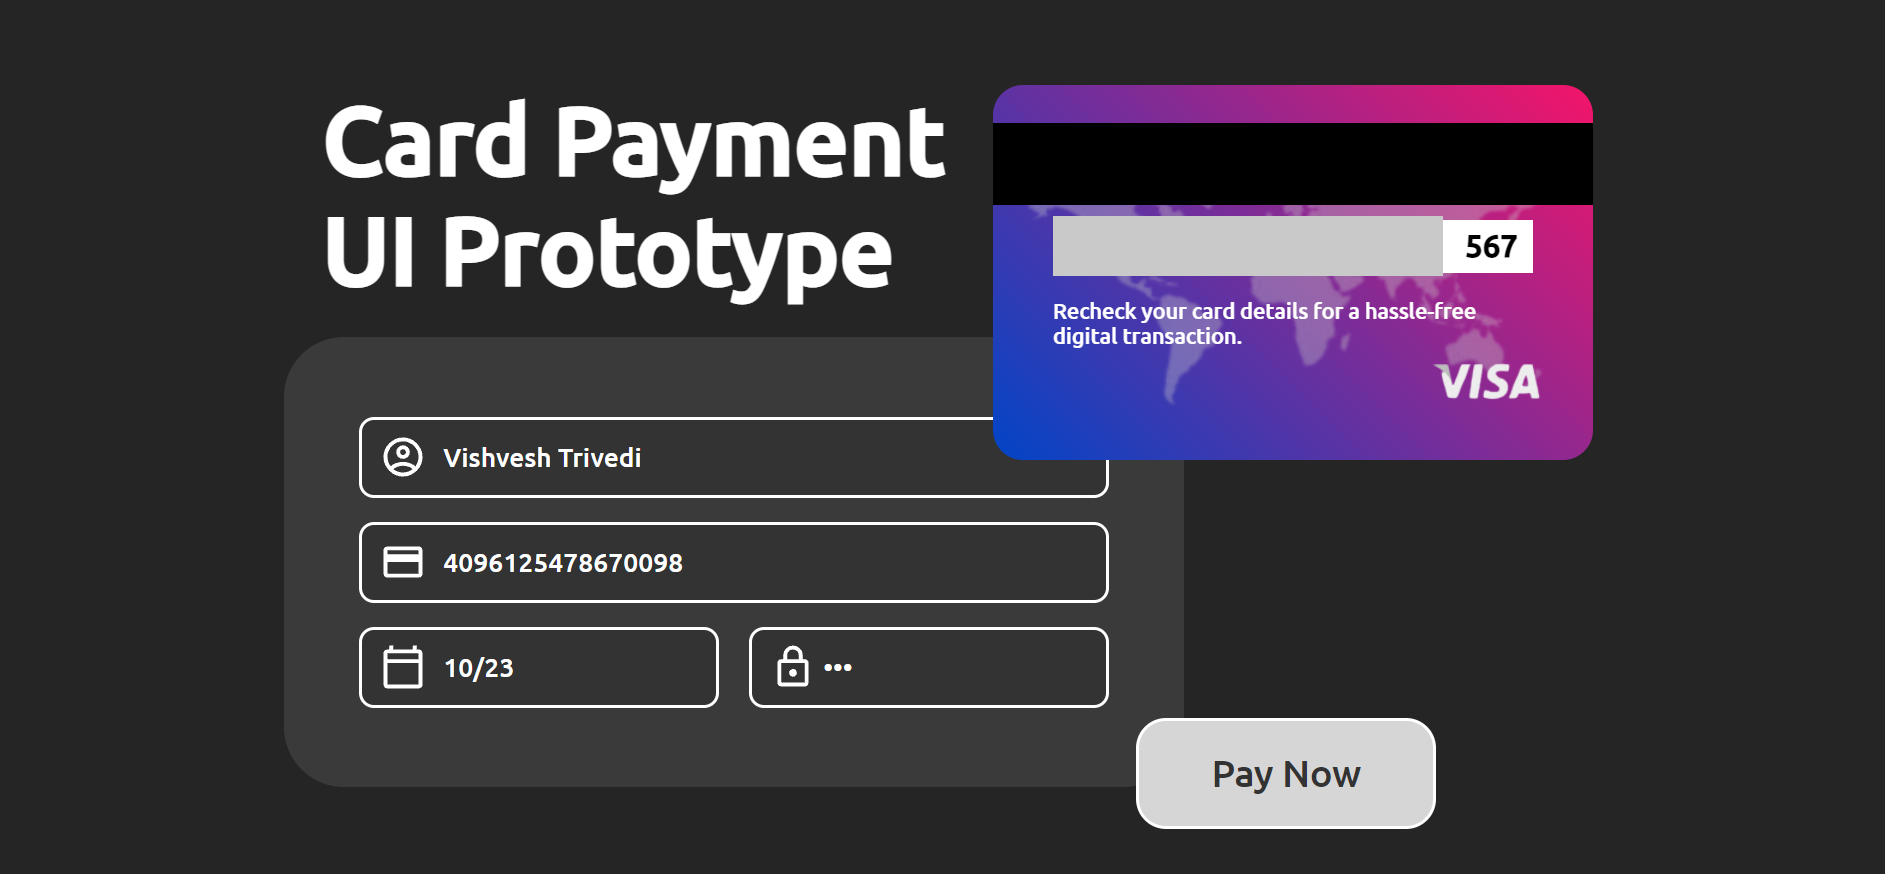 Card Payment
UI Prototype
567
Recheck your card details for a hassle-free
digital transaction.
VISA
Vishvesh Trivedi
4096125478670098
10/23
•••
Pay Now